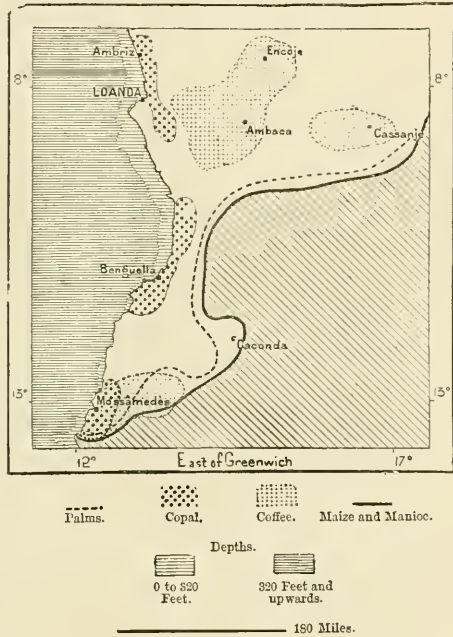 Ambriz
Encoje
8°
8°
LOANDA
Ambaca
Cassanje
Benguella
Caconda
Mossamedes
13°
13°
12°
East of Greenwich
17°
Palms.
Copal.
Coffee.
Maize and Manioc.
Depths.
0 to 320
Feet.
320 Feet and
upwards.
180 Miles.